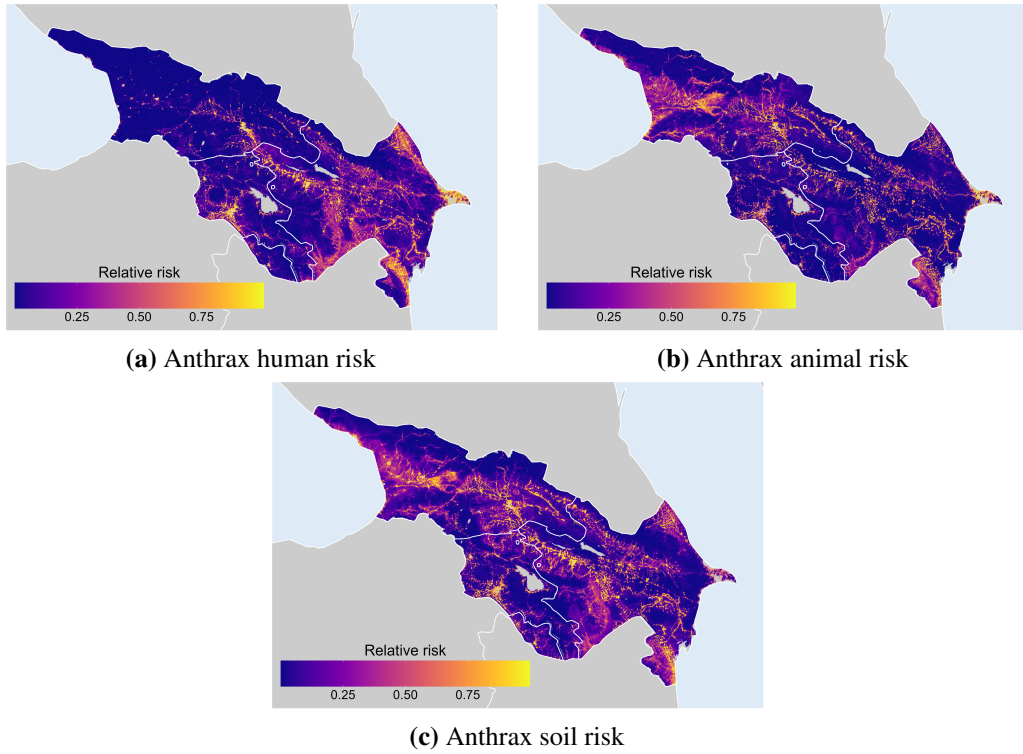 Relative risk
0.25 0.50 0.75
(a) Anthrax human risk
Relative risk
0.25 0.50 0.75
(b) Anthrax animal risk
Relative risk
0.25 0.50 0.75
(c) Anthrax soil risk